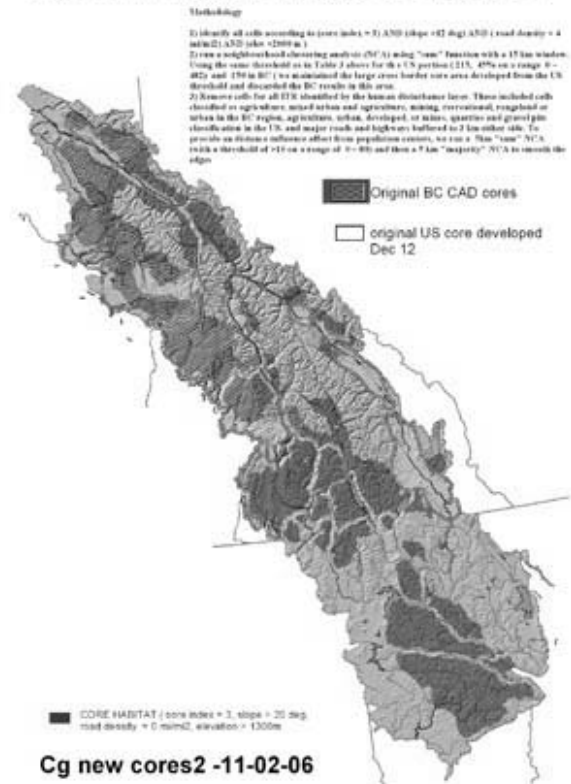 Methodology
1) identify all cells according to (core index = 3) AND (slope <82 deg) AND ( road density < 4
mi/mi2) AND (elev <2000 m )
2) run a neighbourhood clustering analysis (NCA) using "sum" function with a 15 km window.
Using the same threshold as in Table 3 above for the US portion ( 215, 45% on a range 0 –
482) and 150 in BC ( we maintained the large cross border core area developed from the US
threshold and discarded the BC results in this area.
3) Remove cells for all identified by the human disturbance layer. These included cells
classified as agriculture, mixed urban and agriculture, mining, recreational, rangeland or
urban in the BC region, agriculture, urban, developed, or mines, quarries and gravel pits
classification in the US, and major roads and highways buffered to 2 km either side. To
provide an distance influence effect from population centers, we ran a 5km "sum" NCA
(with a threshold of >15 on a range of 0 – 80) and then a 5 km "majority" NCA to smooth the
edges
Original BC CAD cores
original US core developed
Dec 12
CORE HABITAT ( core index = 3, slope > 20 deg,
road density = 0 mi/mi2, elevation > 1300m
Cg new cores2 -11-02-06